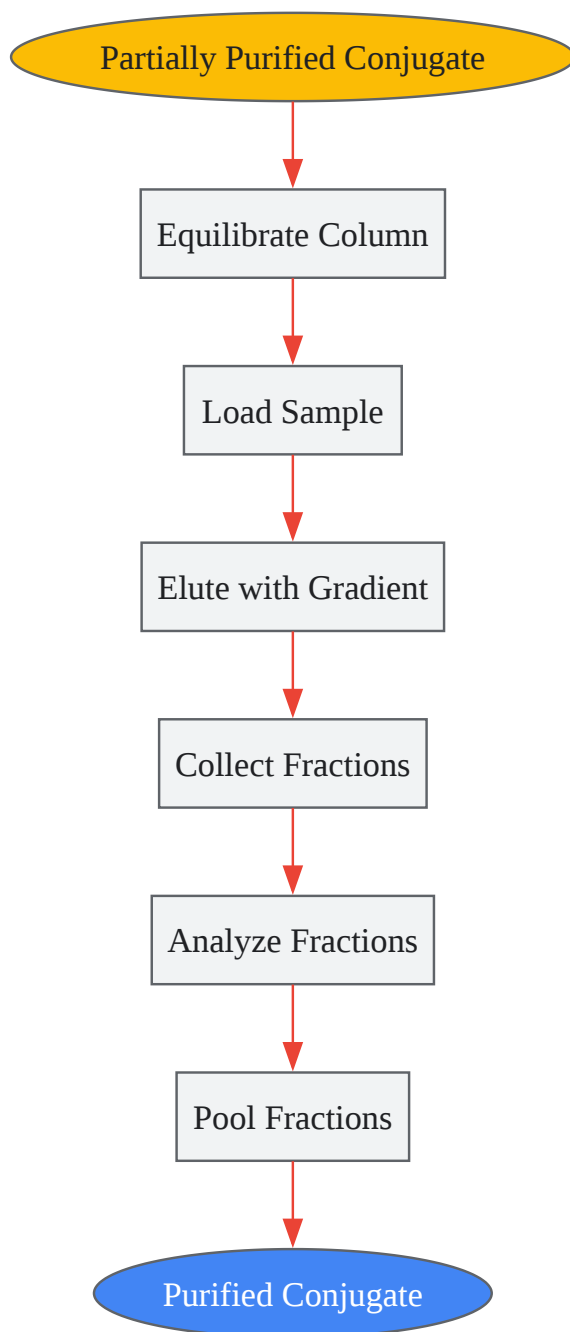 Partially Purified Conjugate
Equilibrate Column
Load Sample
Elute with Gradient
Collect Fractions
Analyze Fractions
Pool Fractions
Purified Conjugate